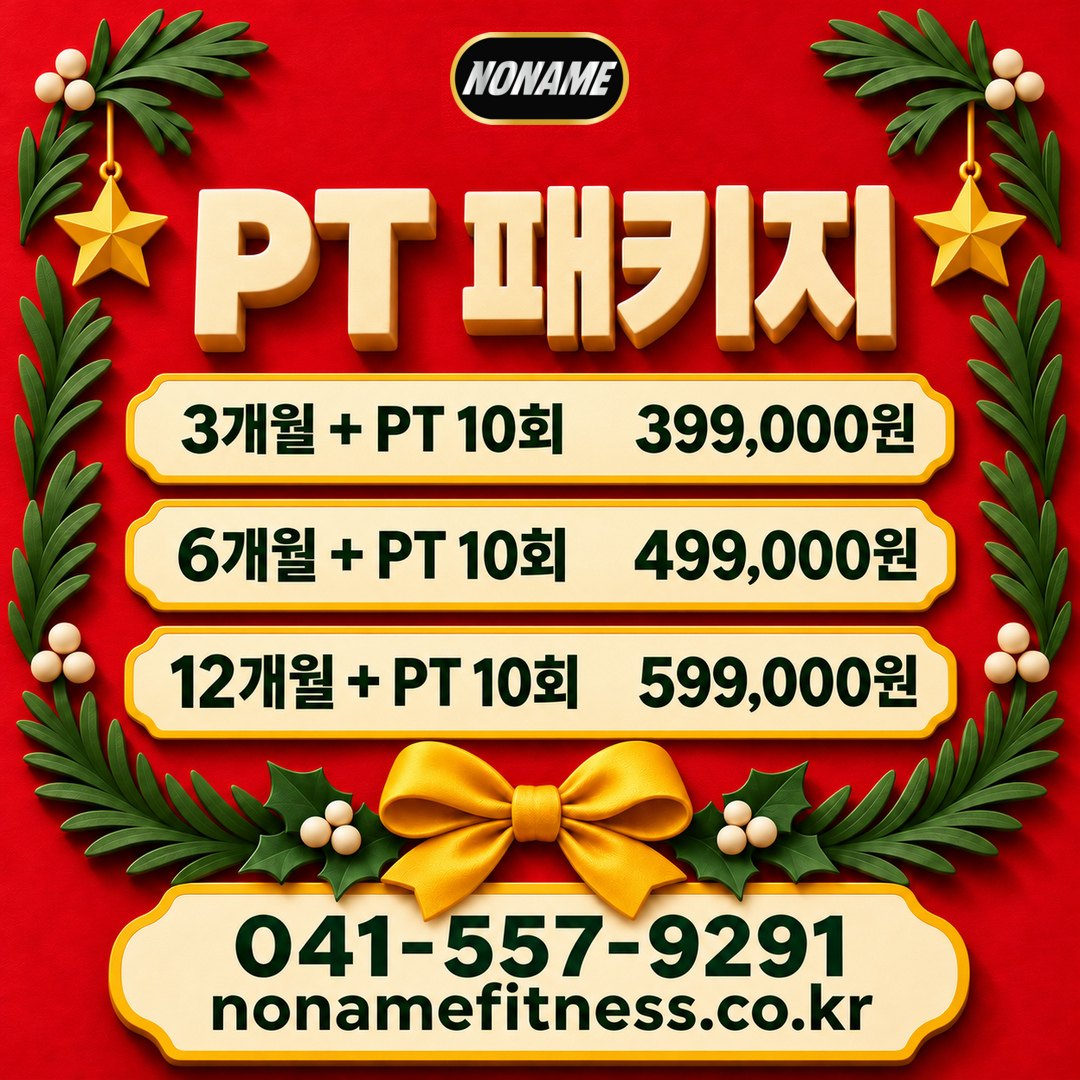 NONAME
PT 패키지
3개월 + PT 10회 399,000원
6개월 + PT 10회 499,000원
12개월 + PT 10회 599,000원
041-557-9291
nonamefitness.co.kr